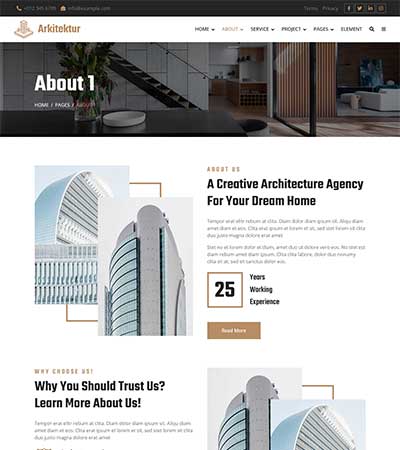 +012 345 6789 info@example.com Terms Privacy
Arkitektur
HOME ABOUT SERVICE PROJECT PAGES ELEMENT
About 1
HOME / PAGES / ABOUT 1
ABOUT US
A Creative Architecture Agency
For Your Dream Home
Tempor erat elitr rebum at clita. Diam dolor diam ipsum sit. Aliqu diam
amet diam et eos. Clita erat ipsum et lorem et sit, sed stet lorem sit clita
duo justo magna dolore erat amet
Stet no et lorem dolor et diam, amet duo ut dolore vero eos. No stet est
diam rebum amet diam ipsum. Clita clita labore, dolor duo nonumy
clita sit at, sed sit sanctus dolor eos.
25
Years
Working
Experience
Read More
WHY CHOOSE US!
Why You Should Trust Us?
Learn More About Us!
Tempor erat elitr rebum at clita. Diam dolor diam ipsum sit. Aliqu diam
amet diam et eos. Clita erat ipsum et lorem et sit, sed stet lorem sit clita
duo justo magna dolore erat amet